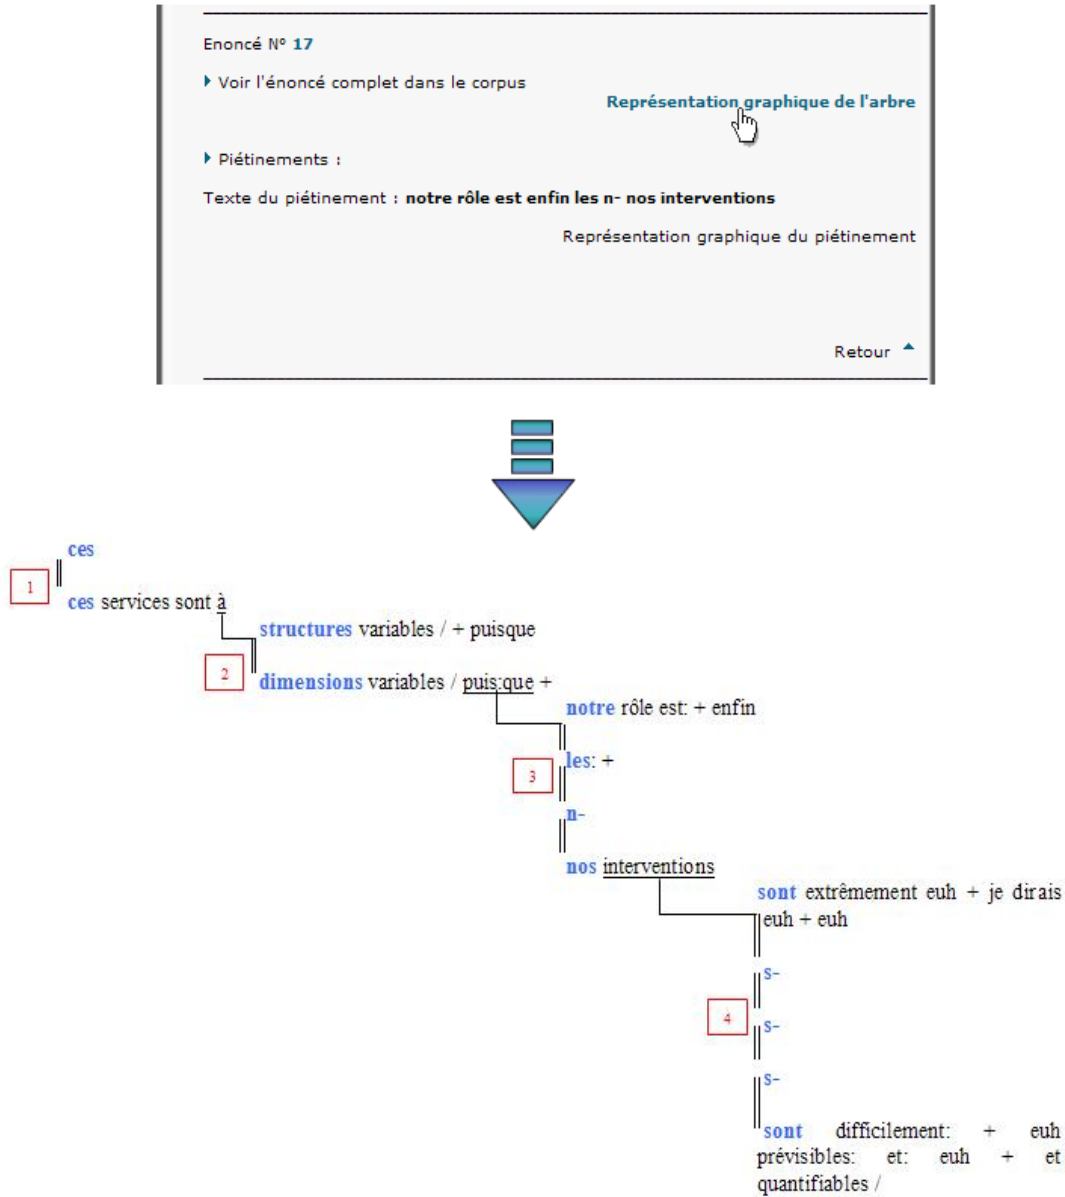 Enoncé N° 17
Voir l'énoncé complet dans le corpus
Représentation graphique de l'arbre
Piétinements :
Texte du piétinement : notre rôle est enfin les n- nos interventions
Représentation graphique du piétinement
Retour
ces
1
ces services sont à
structures variables / + puisque
2
dimensions variables / puis:que +
notre rôle est: + enfin
les: +
3
n-
nos interventions
sont extrêmement euh + je dirais
euh + euh
s-
4
s-
s-
sont difficilement: + euh
prévisibles: et: euh + et
quantifiables /